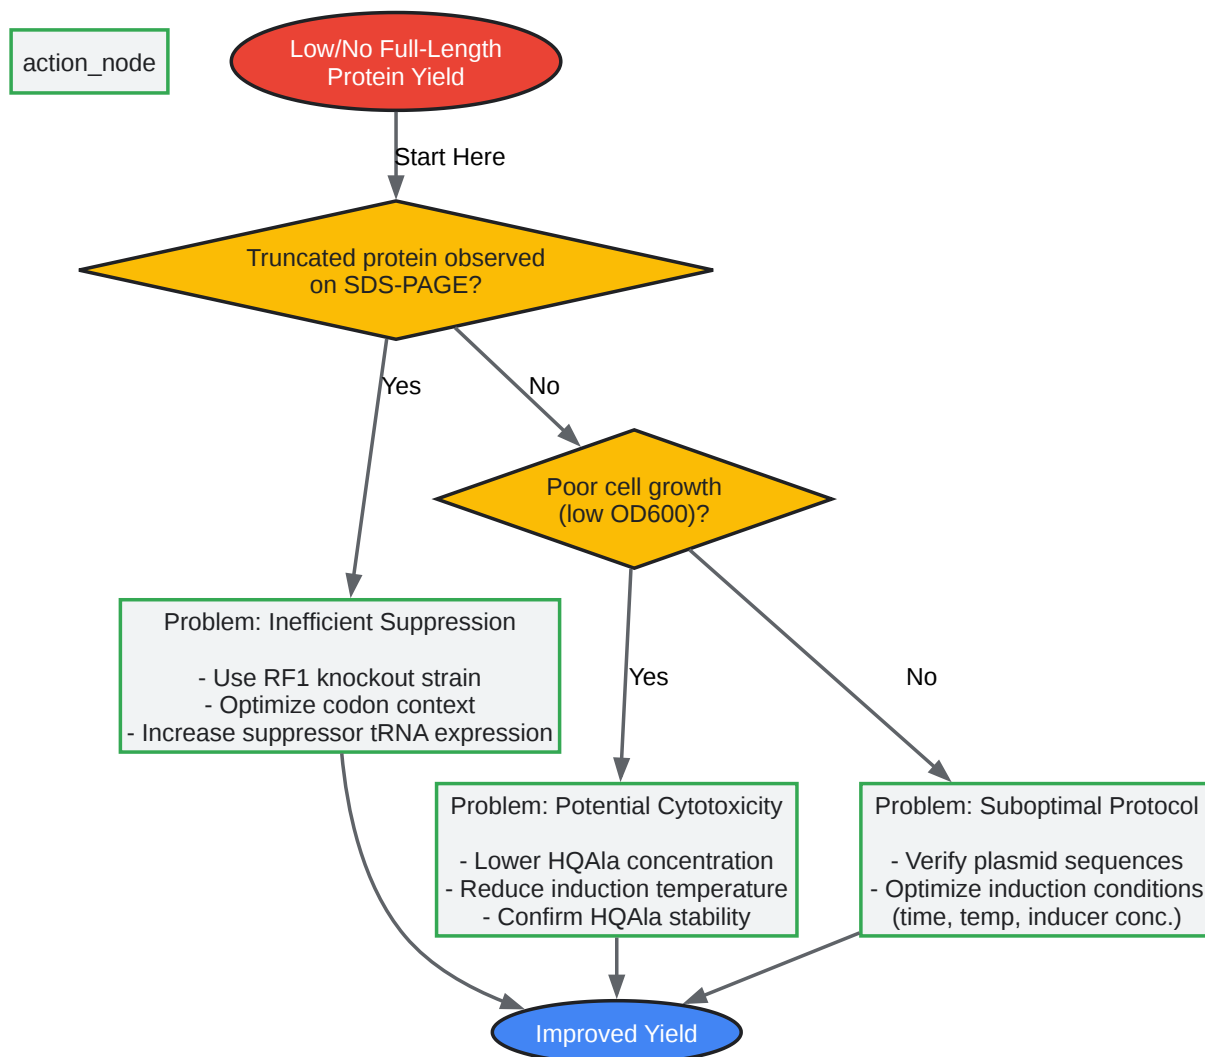 action_node
Low/No Full-Length
Protein Yield
Start Here
Truncated protein observed
on SDS-PAGE?
Yes
No
Poor cell growth
(low OD600)?
Problem: Inefficient Suppression
- Use RF1 knockout strain
- Optimize codon context
- Increase suppressor tRNA expression
Yes
No
Problem: Potential Cytotoxicity
- Lower HQAla concentration
- Reduce induction temperature
- Confirm HQAla stability
Problem: Suboptimal Protocol
- Verify plasmid sequences
- Optimize induction conditions
(time, temp, inducer conc.)
Improved Yield